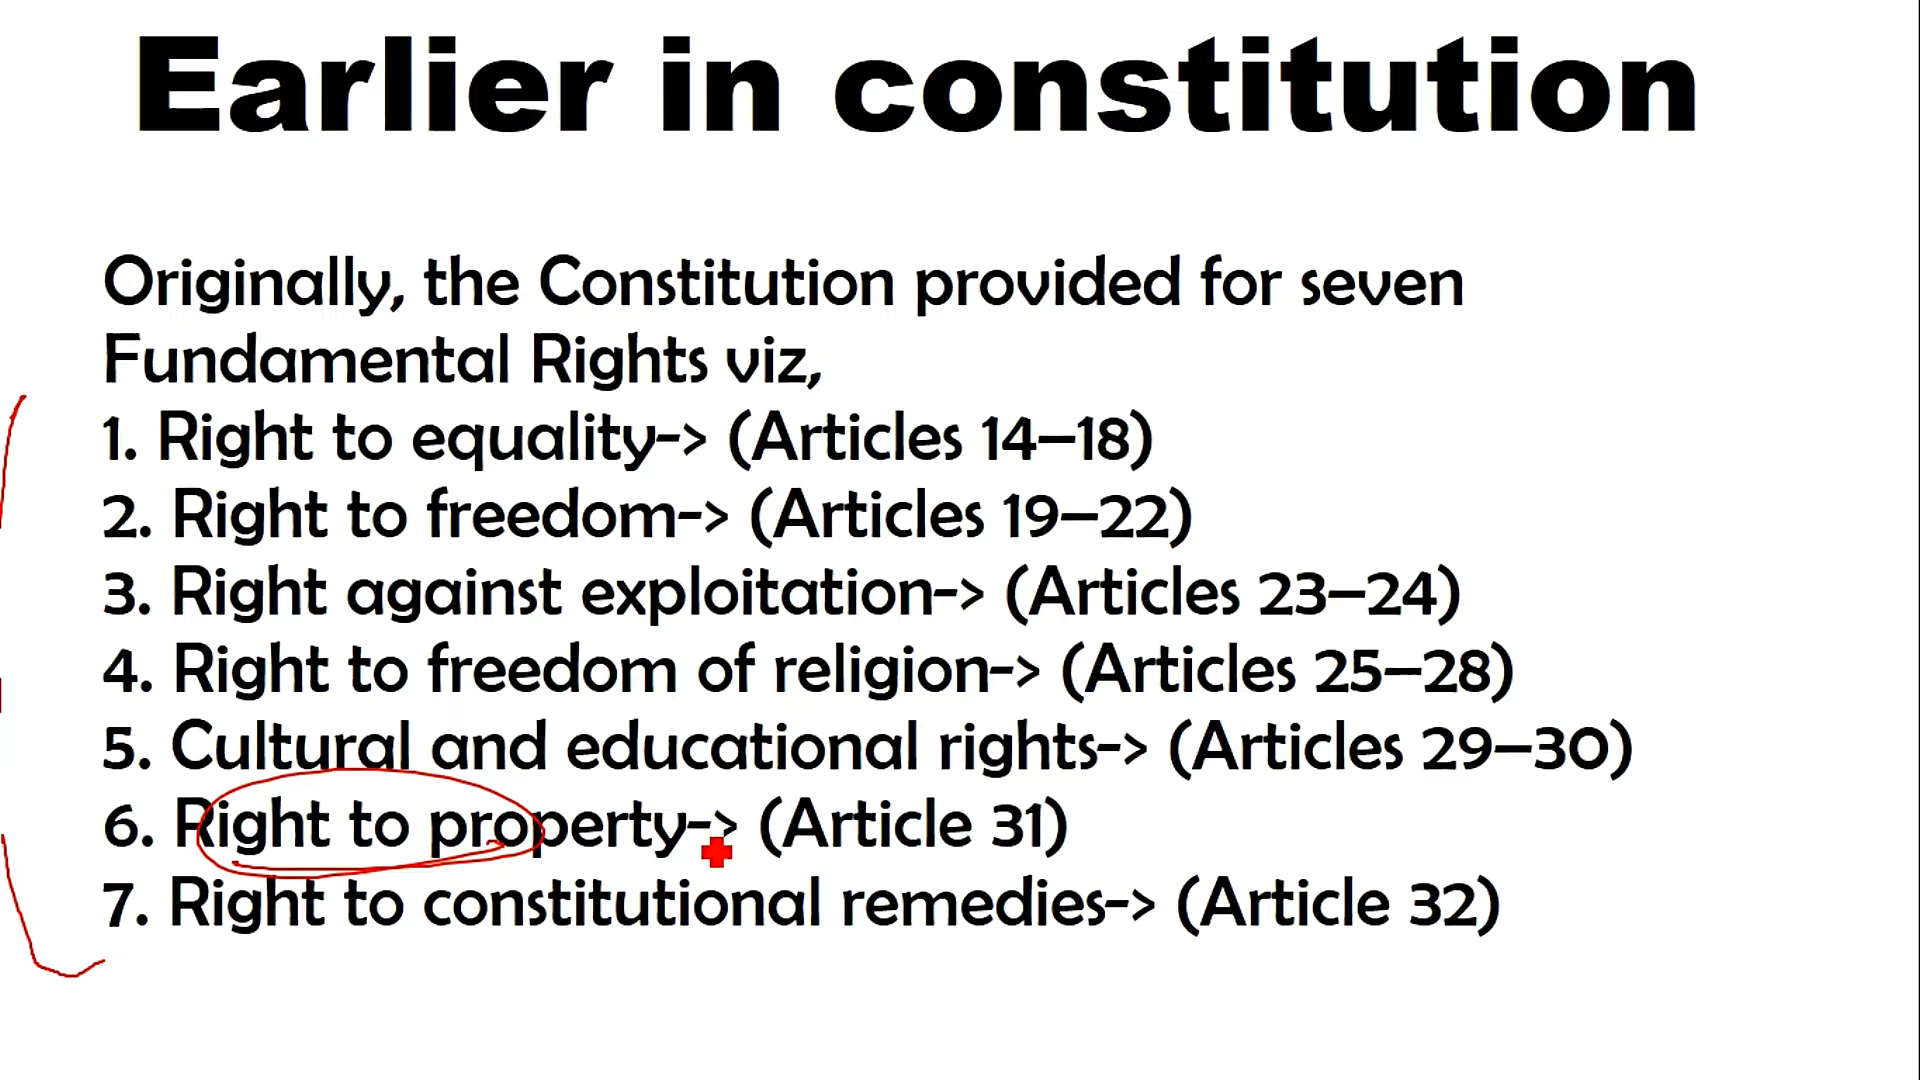 Earlier in constitution
Originally, the Constitution provided for seven
Fundamental Rights viz,
1. Right to equality-> (Articles 14–18)
2. Right to freedom-> (Articles 19–22)
3. Right against exploitation-> (Articles 23–24)
4. Right to freedom of religion-> (Articles 25–28)
5. Cultural and educational rights-> (Articles 29–30)
6. Right to property-> (Article 31)
7. Right to constitutional remedies-> (Article 32)